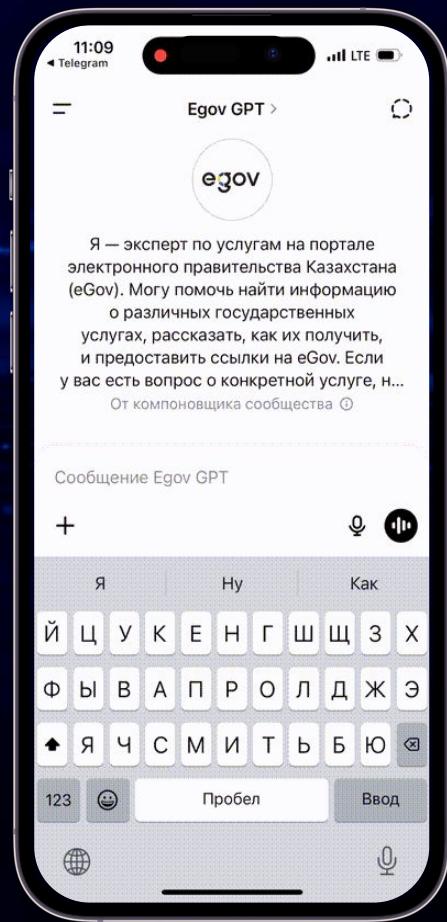 11:09
◀ Telegram
LTE
Egov GPT >
egov
Я — эксперт по услугам на портале
электронного правительства Казахстана
(eGov). Могу помочь найти информацию
о различных государственных
услугах, рассказать, как их получить,
и предоставить ссылки на eGov. Если
у вас есть вопрос о конкретной услуге, н...
От компоновщика сообщества
Сообщение Egov GPT
Я Ну Как
Й Ц У К Е Н Г Ш Щ З Х
Ф Ы В А П Р О Л Д Ж Э
Я Ч С М И Т Ь Б Ю
123 Пробел Ввод